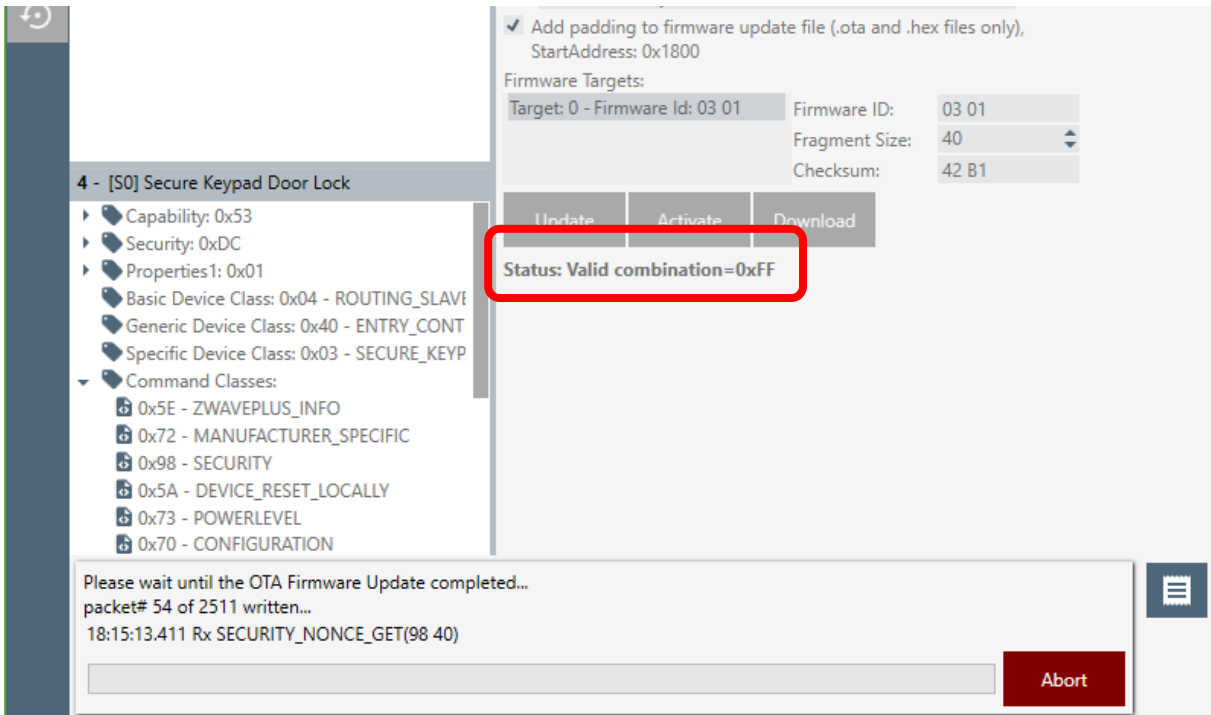 Add padding to firmware update file (.ota and .hex files only),
StartAddress: 0x1800
Firmware Targets:
Target: 0 - Firmware Id: 03 01
Firmware ID: 03 01
Fragment Size: 40
Checksum: 42 B1
Update Activate Download
Status: Valid combination=0xFF
4 - [S0] Secure Keypad Door Lock
Capability: 0x53
Security: 0xDC
Properties1: 0x01
Basic Device Class: 0x04 - ROUTING_SLAVE
Generic Device Class: 0x40 - ENTRY_CONT
Specific Device Class: 0x03 - SECURE_KEYP
Command Classes:
0x5E - ZWAVEPLUS_INFO
0x72 - MANUFACTURER_SPECIFIC
0x98 - SECURITY
0x5A - DEVICE_RESET_LOCALLY
0x73 - POWERLEVEL
0x70 - CONFIGURATION
Please wait until the OTA Firmware Update completed...
packet# 54 of 2511 written...
18:15:13.411 Rx SECURITY_NONCE_GET(98 40)
Abort